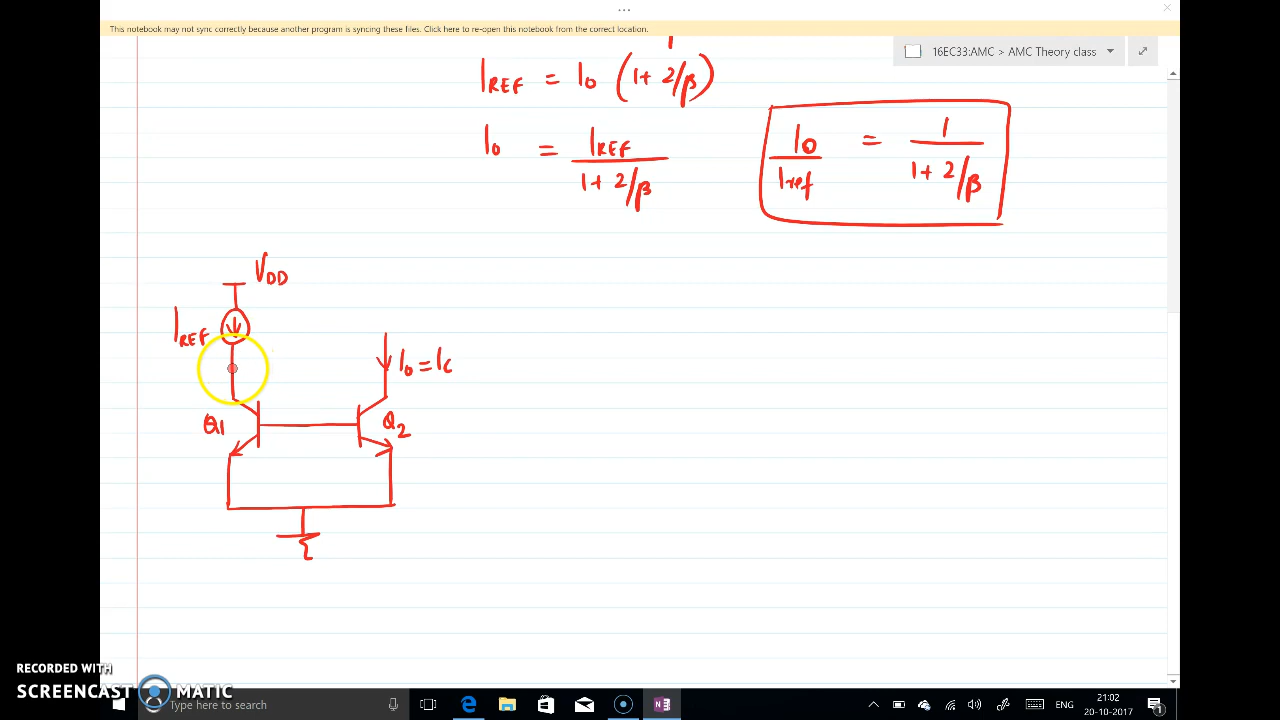 This notebook may not sync correctly because another program is syncing these files. Click here to re-open this notebook from the correct location.
16EC33:AMC > AMC Theory class
1
IREF = I0 (1+ 2/β)
I0 = IREF / 1+ 2/β
I0 / Iref = 1 / 1+ 2/β
VDD
IREF
I0 = Ic
Q1
Q2
RECORDED WITH
SCREENCAST MATIC
Type here to search
N
ENG
21:02
20-10-2017
1